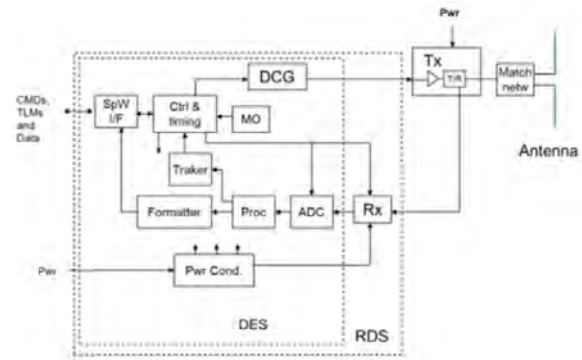 Pwr
Tx
T/R
Match
netw
DCG
CMDs,
TLMs
and
Data
SpW
I/F
Ctrl &
timing
MO
Antenna
Traker
Formatter
Proc
ADC
Rx
Pwr
Pwr Cond.
DES
RDS